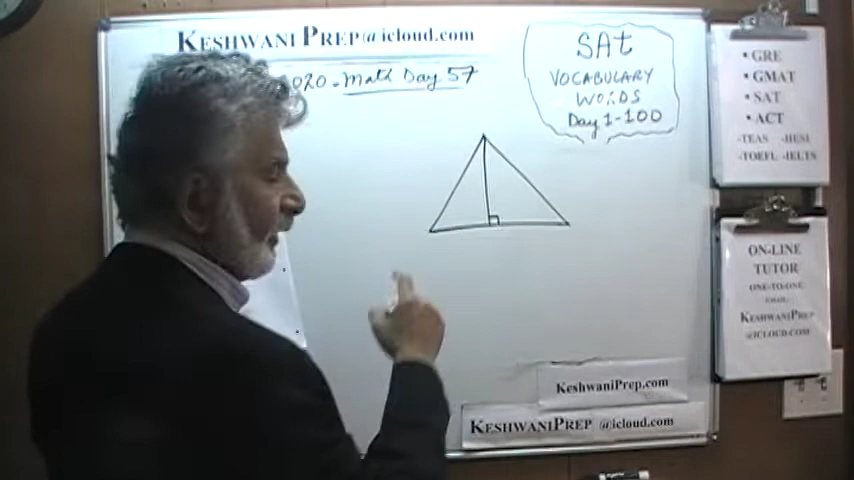 KESHWANI PREP@icloud.com
020 - Math Day 57
SAt
VOCABULARY
WORDS
Day 1-100
• GRE
• GMAT
• SAT
• ACT
-TEAS -HESI
-TOEFL -IELTS
ON-LINE
TUTOR
ONE-TO-ONE
KESHWANIPREP
@ICLOUD.COM
KESHWANIPREP.COM
KESHWANIPREP @icloud.com